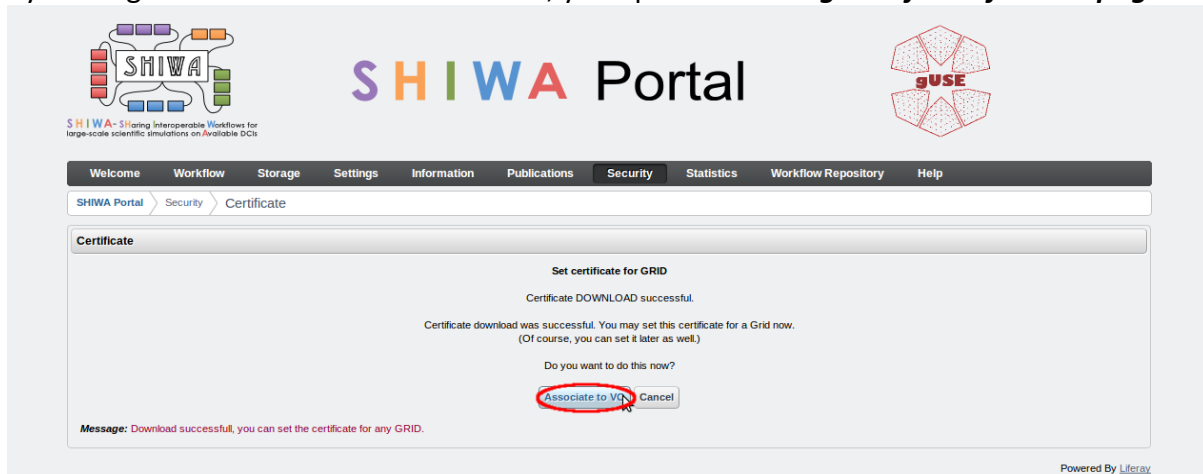 SHIWA
SHIWA Portal
gUSE
SHIWA- SHaring Interoperable Workflows for
large-scale scientific simulations on Available DCIs
Welcome Workflow Storage Settings Information Publications Security Statistics Workflow Repository Help
SHIWA Portal Security Certificate
Certificate
Set certificate for GRID
Certificate DOWNLOAD successful.
Certificate download was successful. You may set this certificate for a Grid now.
(Of course, you can set it later as well.)
Do you want to do this now?
Associate to VO Cancel
Message: Download successfull, you can set the certificate for any GRID.
Powered By Liferay